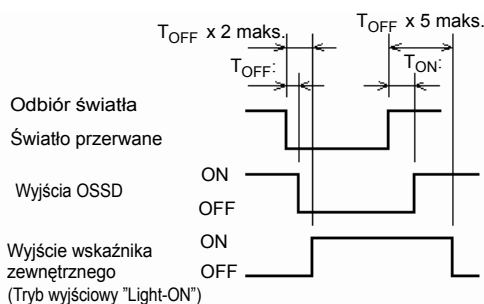 T_OFF x 2 maks.
T_OFF x 5 maks.
T_OFF:
T_ON:
Odbiór światła
Światło przerwane
Wyjścia OSSD
ON
OFF
Wyjście wskaźnika
zewnętrznego
(Tryb wyjściowy ”Light-ON”)
ON
OFF